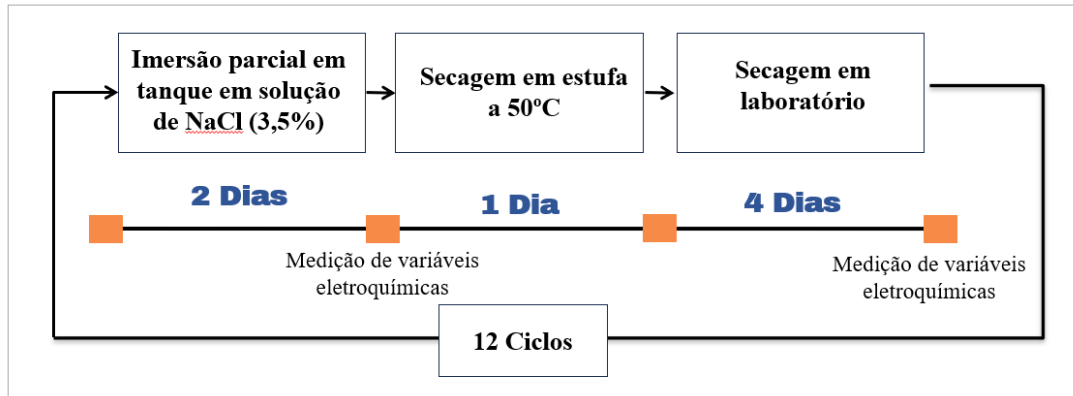 Imersão parcial em
tanque em solução
de NaCl (3,5%)
Secagem em estufa
a 50ºC
Secagem em
laboratório
2 Dias
1 Dia
4 Dias
Medição de variáveis
eletroquímicas
Medição de variáveis
eletroquímicas
12 Ciclos